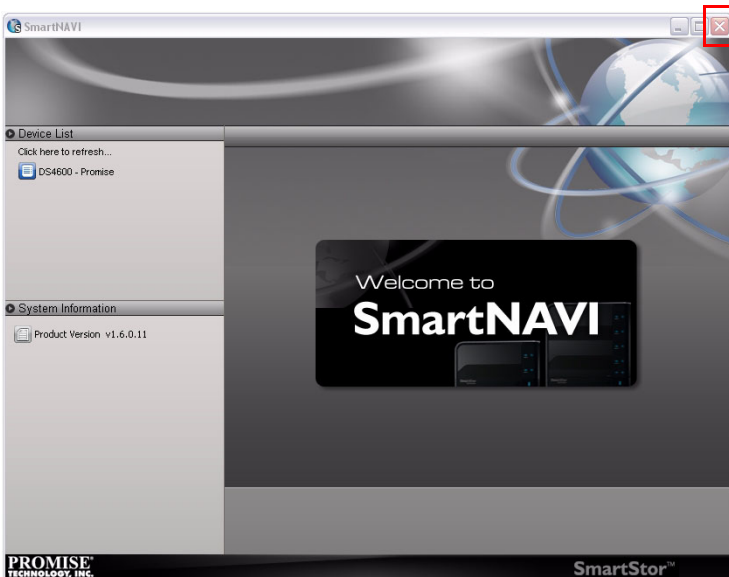 SmartNAVI
Device List
Click here to refresh...
DS4600 - Promise
System Information
Product Version v1.6.0.11
Welcome to
SmartNAVI
PROMISE®
TECHNOLOGY, INC.
SmartStor™